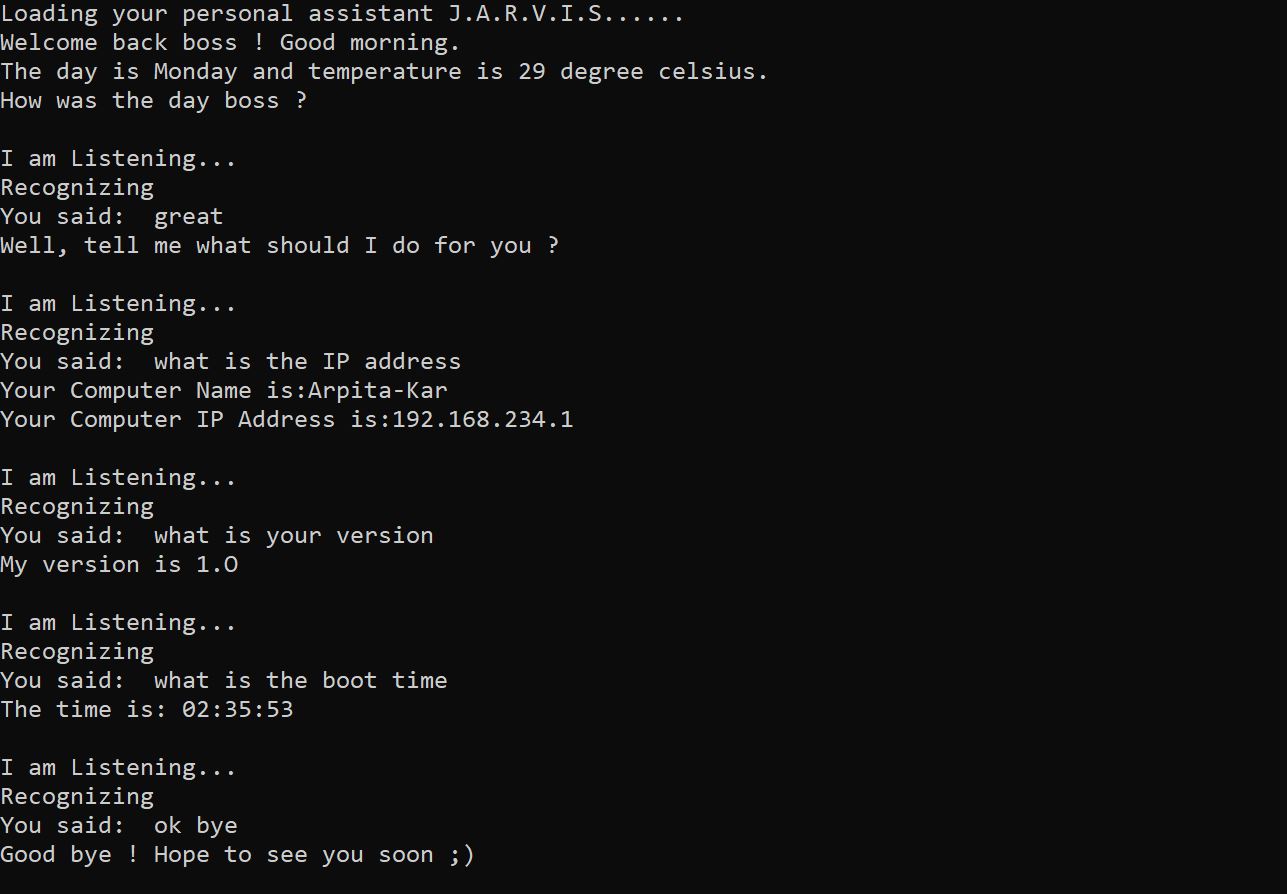 Loading your personal assistant J.A.R.V.I.S......
Welcome back boss ! Good morning.
The day is Monday and temperature is 29 degree celsius.
How was the day boss ?
I am Listening...
Recognizing
You said:  great
Well, tell me what should I do for you ?
I am Listening...
Recognizing
You said:  what is the IP address
Your Computer Name is:Arpita-Kar
Your Computer IP Address is:192.168.234.1
I am Listening...
Recognizing
You said:  what is your version
My version is 1.O
I am Listening...
Recognizing
You said:  what is the boot time
The time is: 02:35:53
I am Listening...
Recognizing
You said:  ok bye
Good bye ! Hope to see you soon ;)